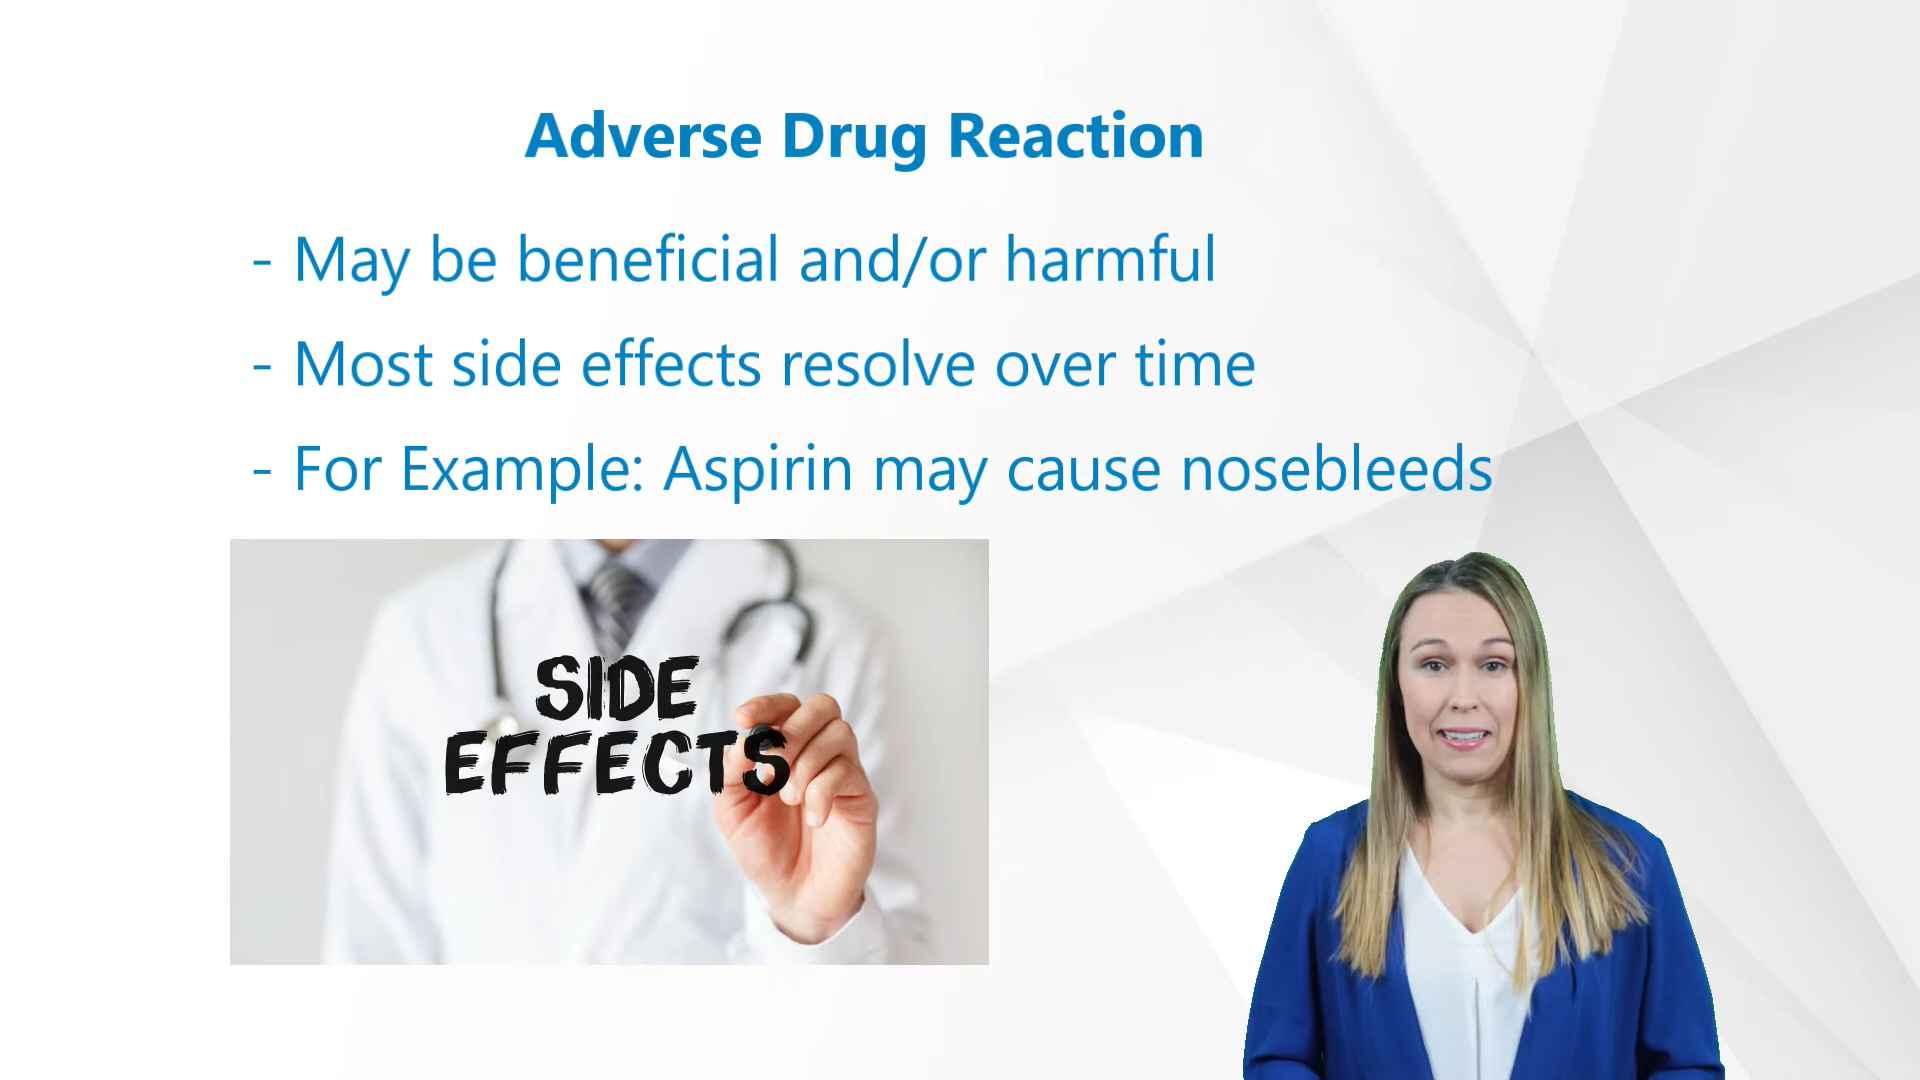 Adverse Drug Reaction
- May be beneficial and/or harmful
- Most side effects resolve over time
- For Example: Aspirin may cause nosebleeds
SIDE
EFFECTS